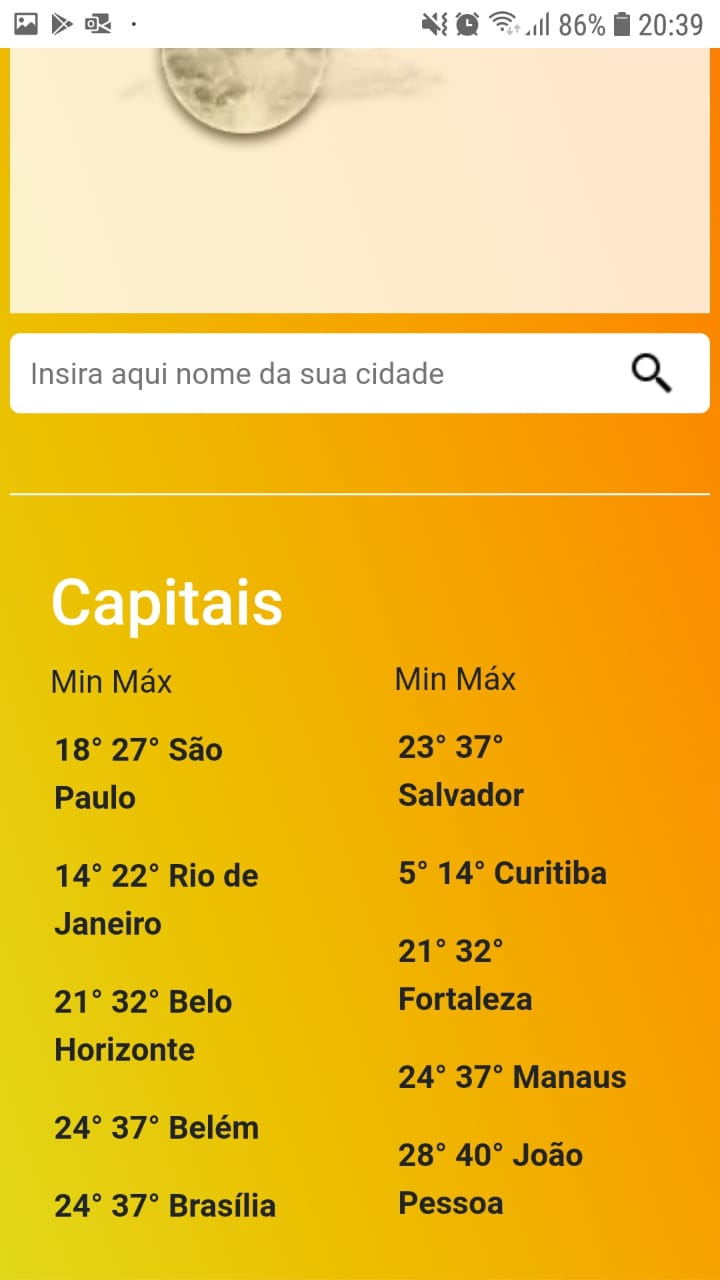 86% 20:39
Insira aqui nome da sua cidade
Capitais
Min Máx
18° 27° São
Paulo
14° 22° Rio de
Janeiro
21° 32° Belo
Horizonte
24° 37° Belém
24° 37° Brasília
Min Máx
23° 37°
Salvador
5° 14° Curitiba
21° 32°
Fortaleza
24° 37° Manaus
28° 40° João
Pessoa